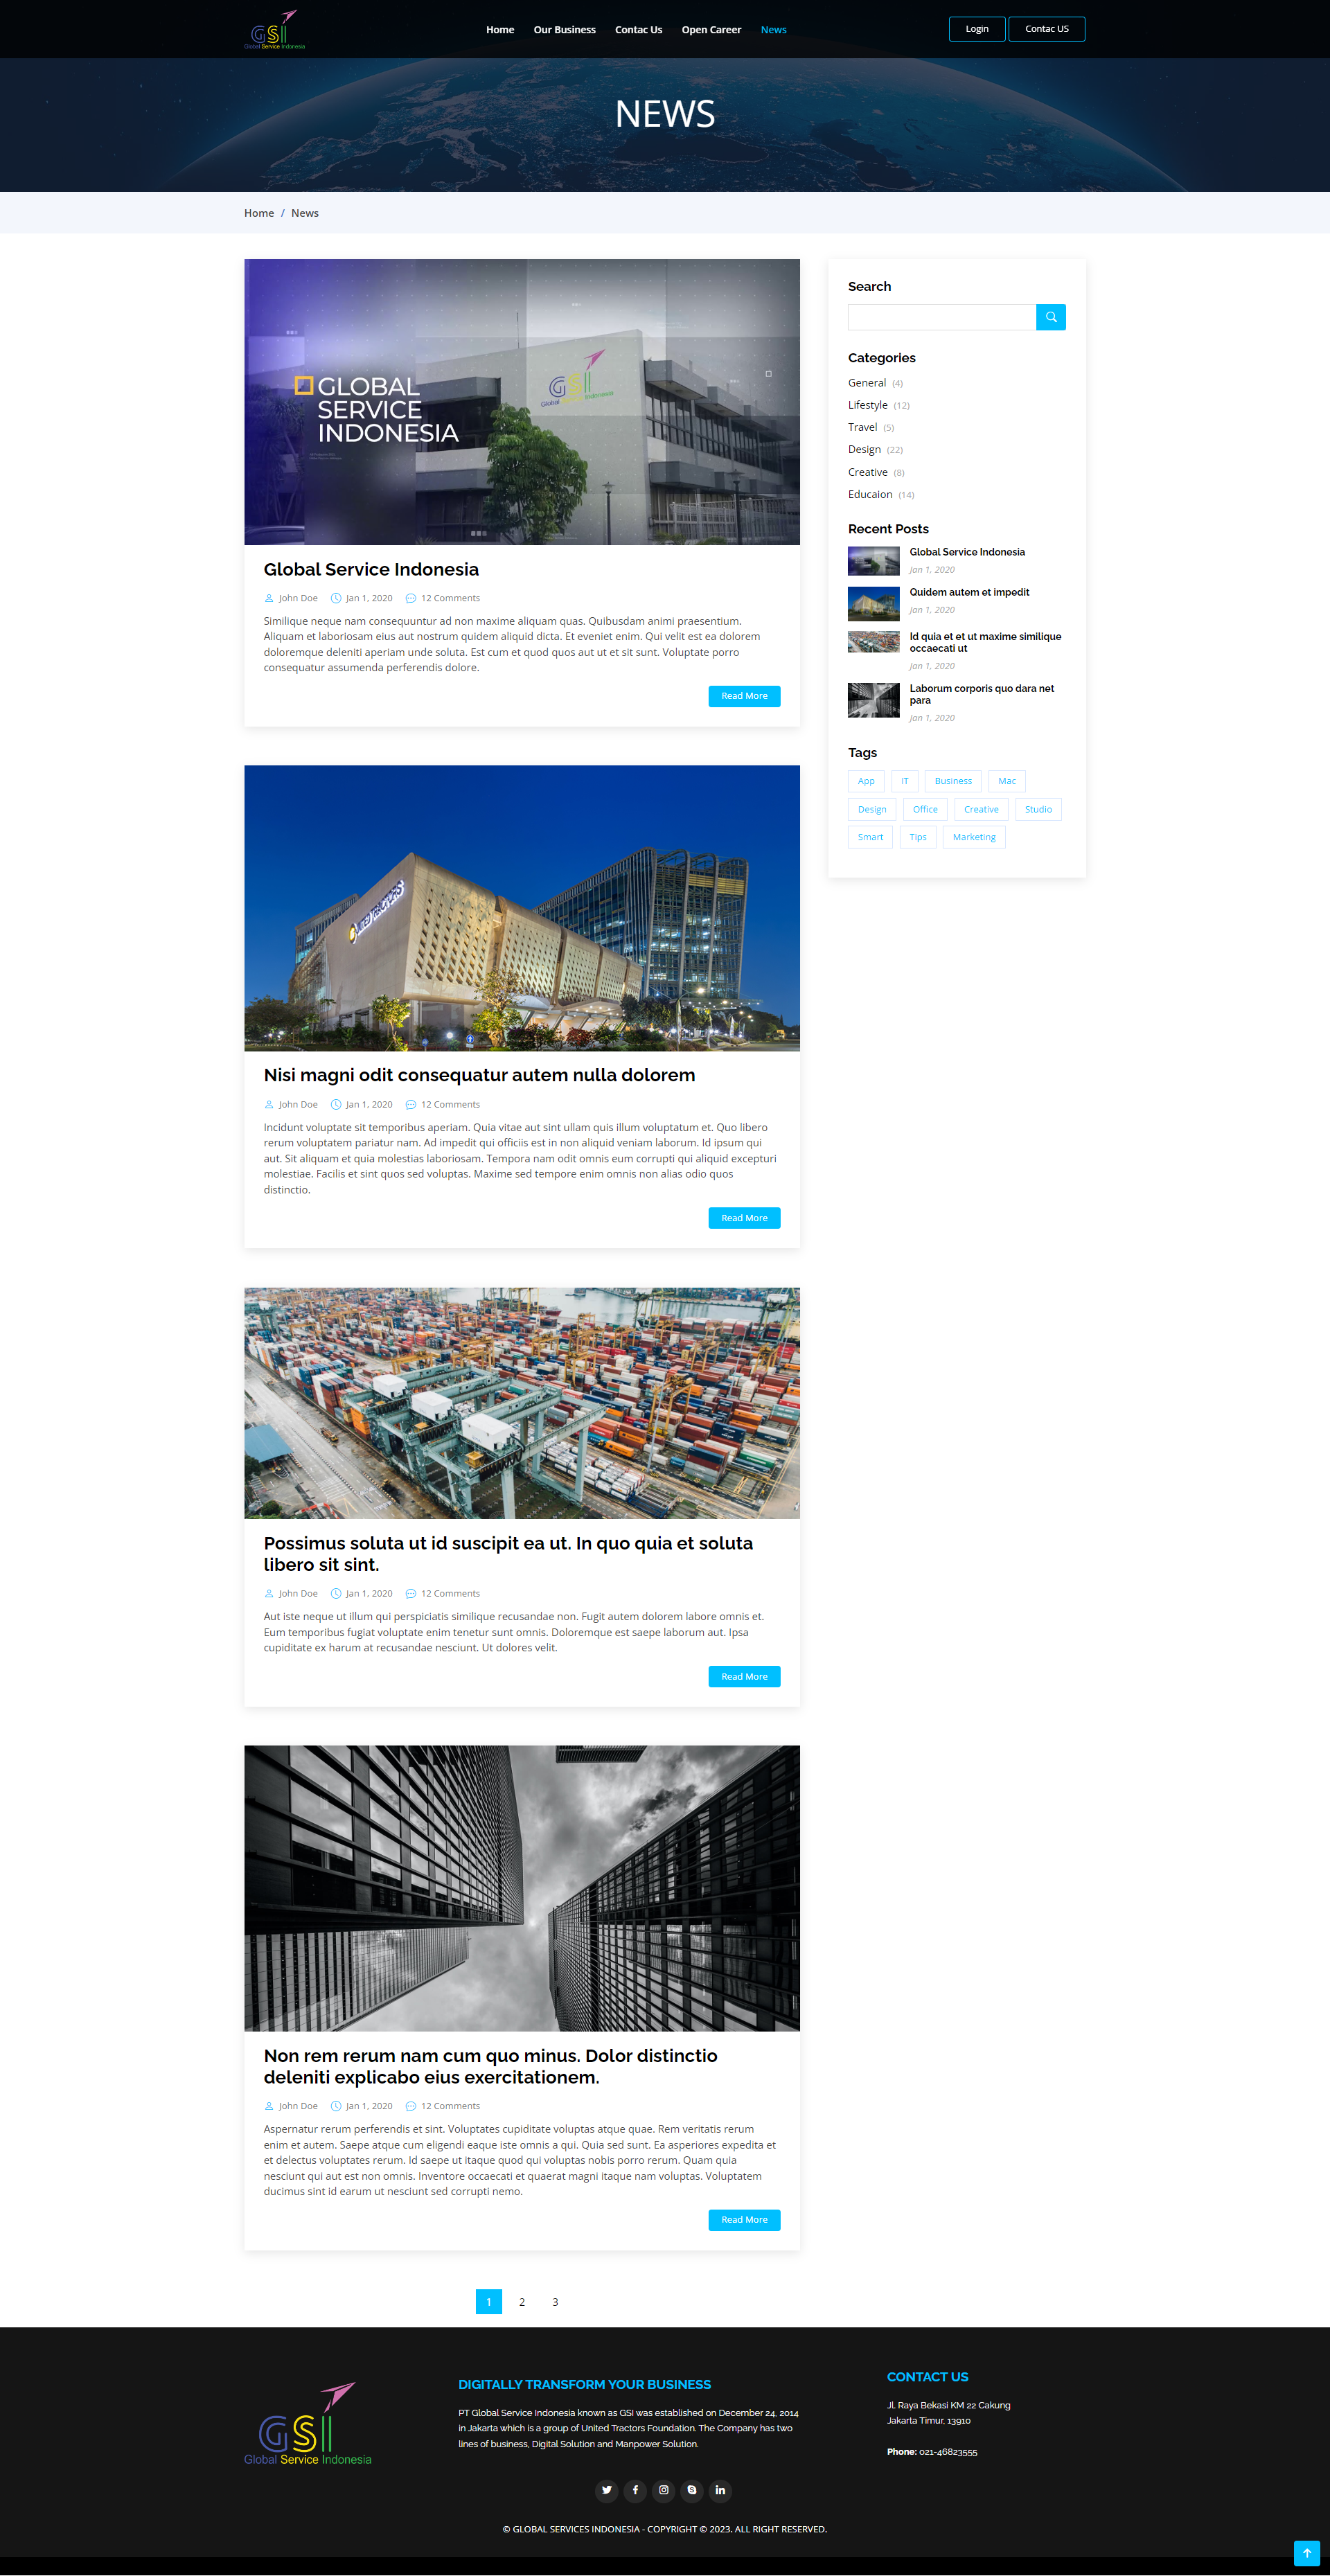 GSI
Global Service Indonesia
Home
Our Business
Contac Us
Open Career
News
Login
Contac US
NEWS
Home / News
GLOBAL
SERVICE
INDONESIA
GSI
Global Service Indonesia
Global Service Indonesia
John Doe
Jan 1, 2020
12 Comments
Similique neque nam consequuntur ad non maxime aliquam quas. Quibusdam animi praesentium.
Aliquam et laboriosam eius aut nostrum quidem aliquid dicta. Et eveniet enim. Qui velit est ea dolorem
doloremque deleniti aperiam unde soluta. Est cum et quod quos aut ut et sit sunt. Voluptate porro
consequatur assumenda perferendis dolore.
Read More
UNITED TRACTORS
Nisi magni odit consequatur autem nulla dolorem
John Doe
Jan 1, 2020
12 Comments
Incidunt voluptate sit temporibus aperiam. Quia vitae aut sint ullam quis illum voluptatum et. Quo libero
rerum voluptatem pariatur nam. Ad impedit qui officiis est in non aliquid veniam laborum. Id ipsum qui
aut. Sit aliquam et quia molestias laboriosam. Tempora nam odit omnis eum corrupti qui aliquid excepturi
molestiae. Facilis et sint quos sed voluptas. Maxime sed tempore enim omnis non alias odio quos
distinctio.
Read More
Possimus soluta ut id suscipit ea ut. In quo quia et soluta
libero sit sint.
John Doe
Jan 1, 2020
12 Comments
Aut iste neque ut illum qui perspiciatis similique recusandae non. Fugit autem dolorem labore omnis et.
Eum temporibus fugiat voluptate enim tenetur sunt omnis. Doloremque est saepe laborum aut. Ipsa
cupiditate ex harum at recusandae nesciunt. Ut dolores velit.
Read More
Non rem rerum nam cum quo minus. Dolor distinctio
deleniti explicabo eius exercitationem.
John Doe
Jan 1, 2020
12 Comments
Aspernatur rerum perferendis et sint. Voluptates cupiditate voluptas atque quae. Rem veritatis rerum
enim et autem. Saepe atque cum eligendi eaque iste omnis a qui. Quia sed sunt. Ea asperiores expedita et
et delectus voluptates rerum. Id saepe ut itaque quod qui voluptas nobis porro rerum. Quam quia
nesciunt qui aut est non omnis. Inventore occaecati et quaerat magni itaque nam voluptas. Voluptatem
ducimus sint id earum ut nesciunt sed corrupti nemo.
Read More
1
2
3
Search
Categories
General (4)
Lifestyle (12)
Travel (5)
Design (22)
Creative (8)
Educaion (14)
Recent Posts
Global Service Indonesia
Jan 1, 2020
Quidem autem et impedit
Jan 1, 2020
Id quia et et ut maxime similique
occaecati ut
Jan 1, 2020
Laborum corporis quo dara net
para
Jan 1, 2020
Tags
App
IT
Business
Mac
Design
Office
Creative
Studio
Smart
Tips
Marketing
GSI
Global Service Indonesia
DIGITALLY TRANSFORM YOUR BUSINESS
PT Global Service Indonesia known as GSI was established on December 24, 2014
in Jakarta which is a group of United Tractors Foundation. The Company has two
lines of business, Digital Solution and Manpower Solution.
CONTACT US
Jl. Raya Bekasi KM 22 Cakung
Jakarta Timur, 13910
Phone: 021-46823555
© GLOBAL SERVICES INDONESIA - COPYRIGHT © 2023. ALL RIGHT RESERVED.